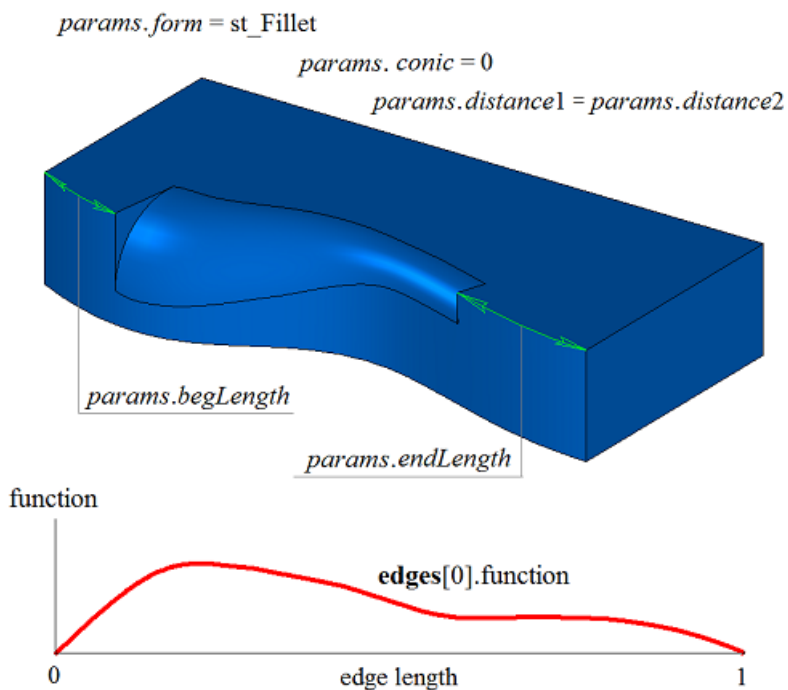 params.form = st_Fillet
params. conic = 0
params.distance1 = params.distance2
params.begLength
params.endLength
function
edges[0].function
0
edge length
1